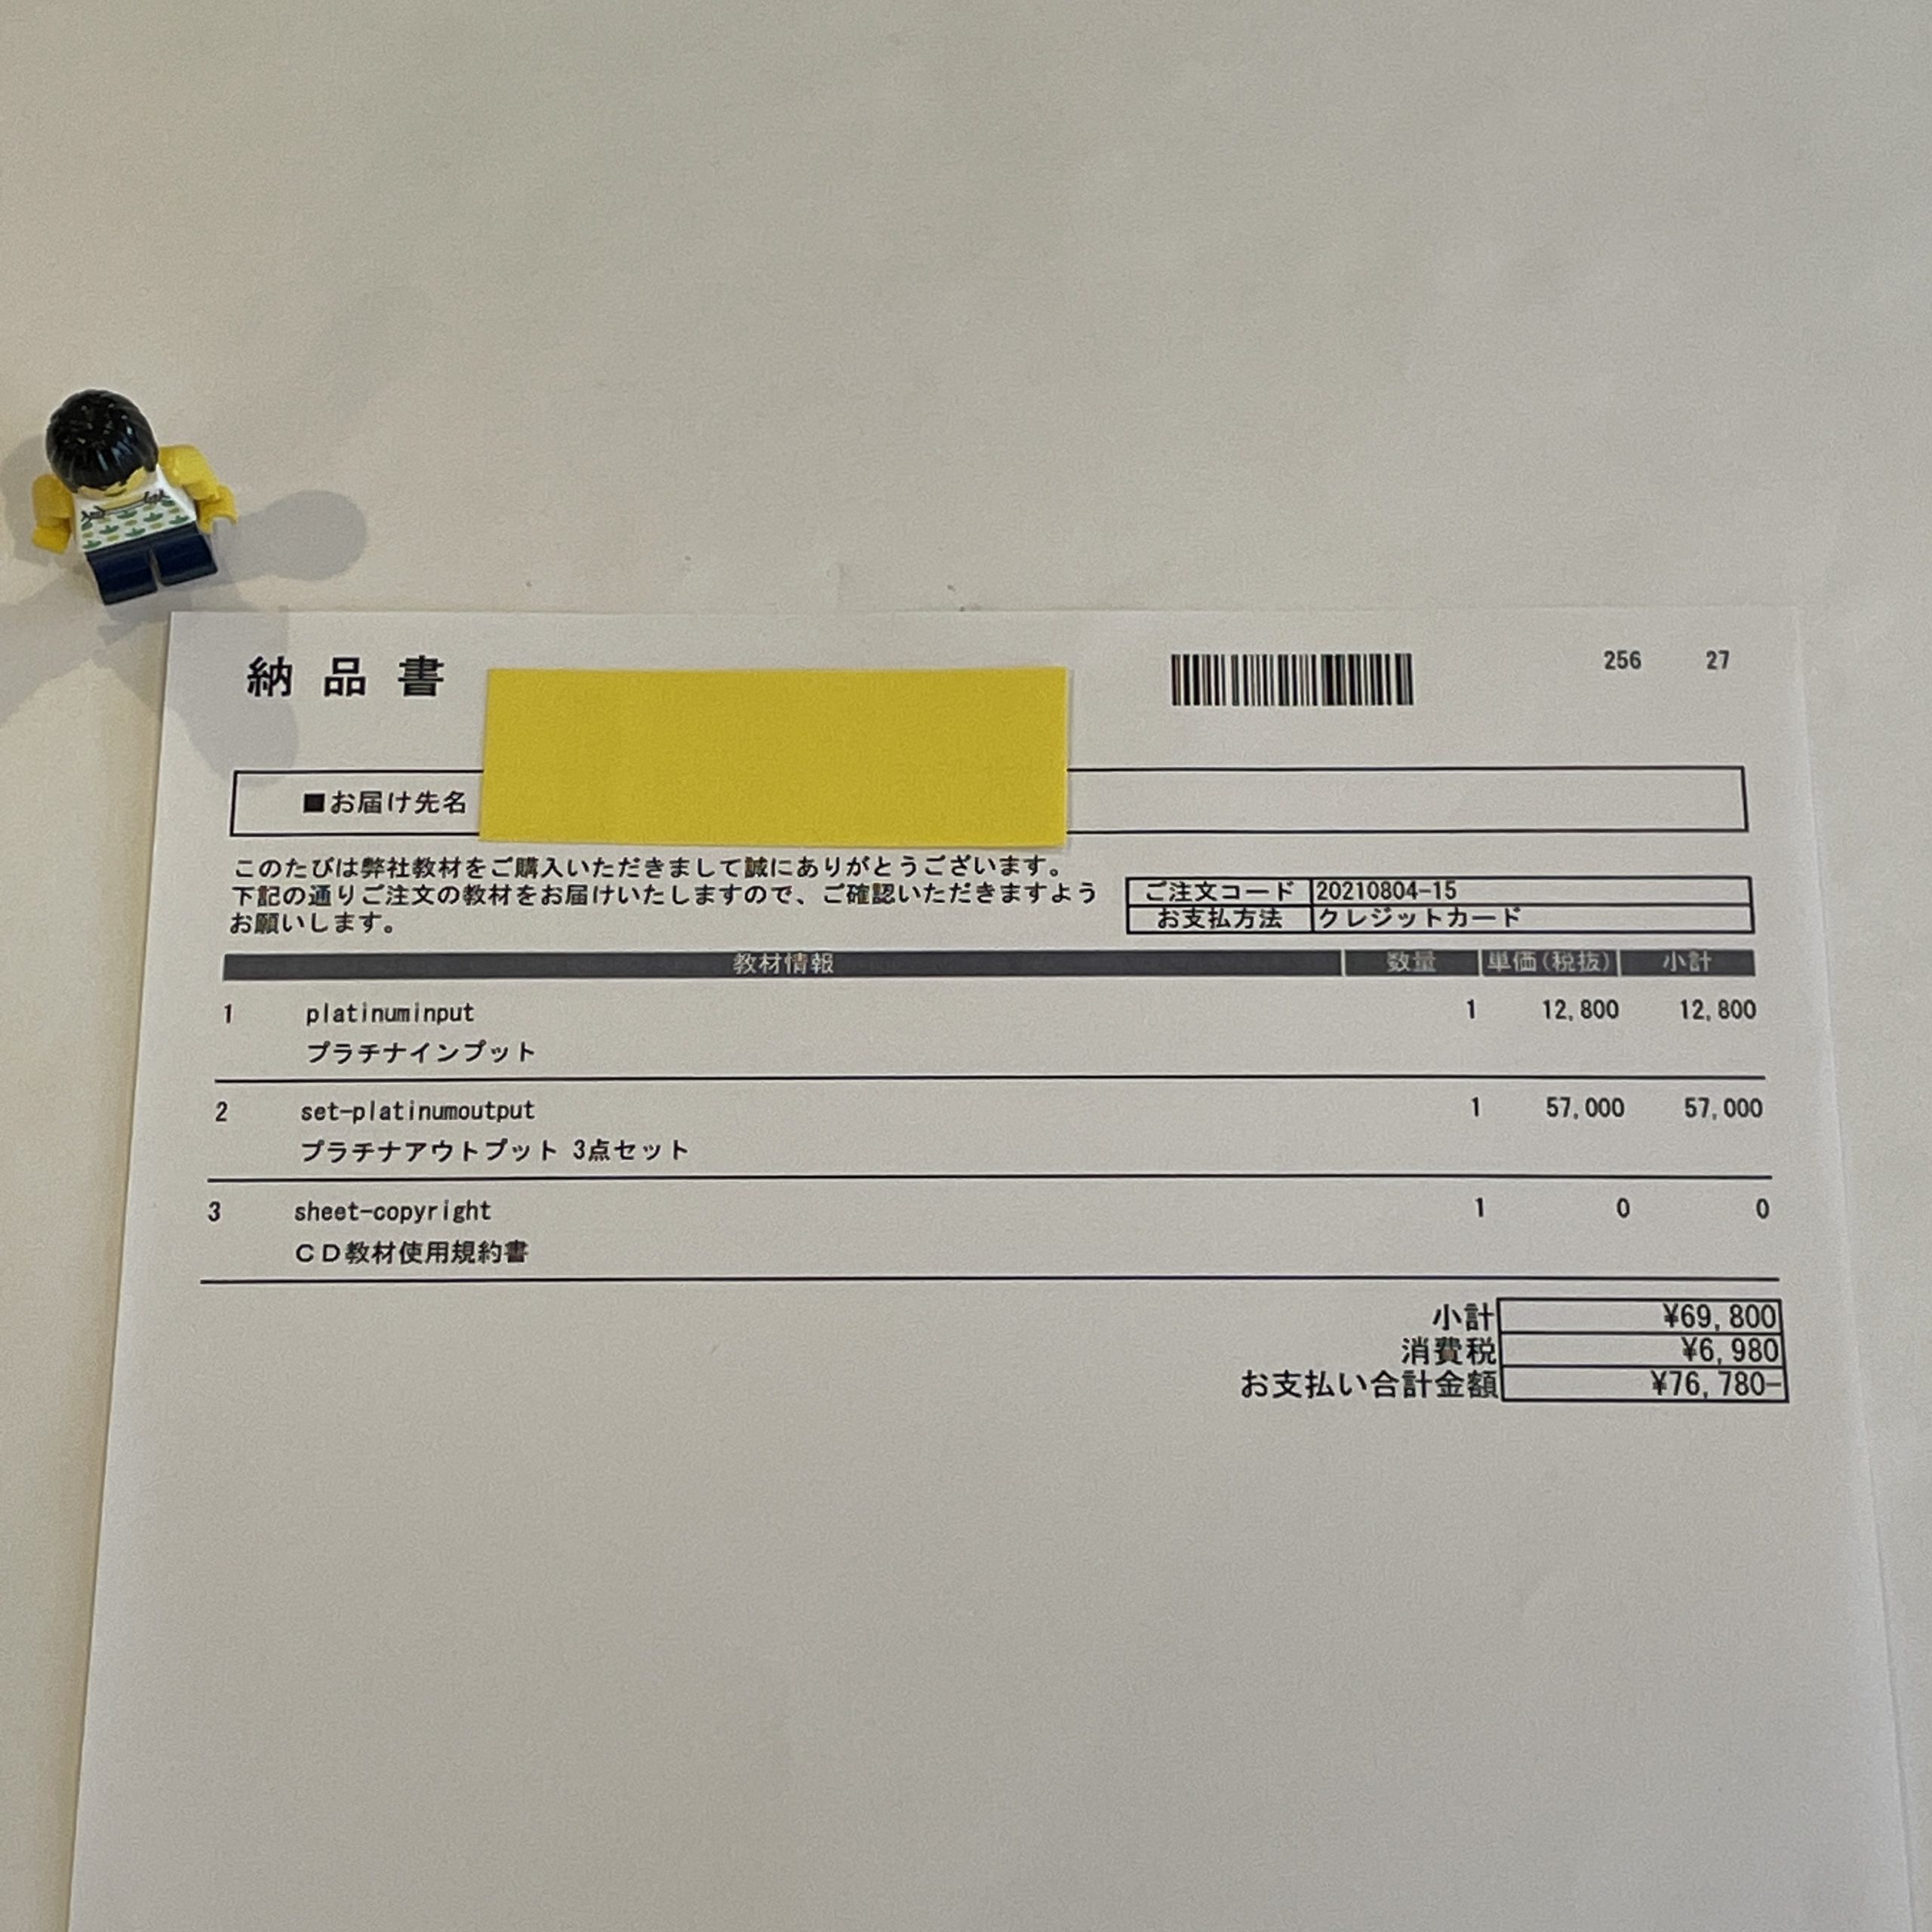 納品書
256 27
■お届け先名
このたびは弊社教材をご購入いただきまして誠にありがとうございます。
下記の通りご注文の教材をお届けいたしますので、ご確認いただきますよう
お願いします。
ご注文コード 20210804-15
お支払方法 クレジットカード
教材情報 数量 単価(税抜) 小計
1 platinuminput 1 12,800 12,800
プラチナインプット
2 set-platinumoutput 1 57,000 57,000
プラチナアウトプット 3点セット
3 sheet-copyright 1 0 0
CD教材使用規約書
小計 ¥69,800
消費税 ¥6,980
お支払い合計金額 ¥76,780-